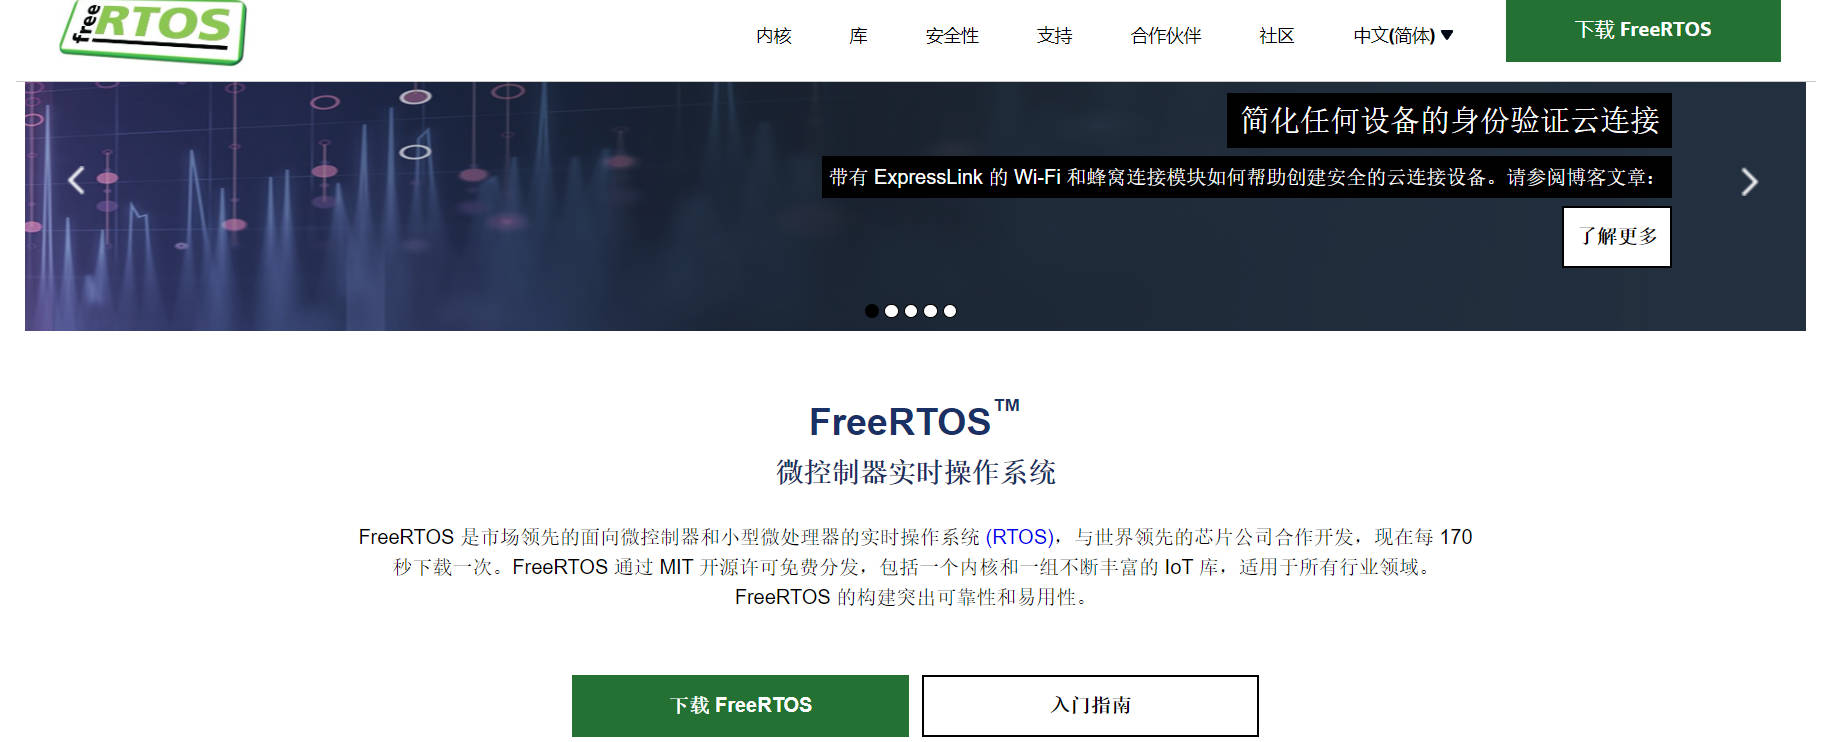 free RTOS
内核 库 安全性 支持 合作伙伴 社区 中文(简体) 下载 FreeRTOS
简化任何设备的身份验证云连接
带有 ExpressLink 的 Wi-Fi 和蜂窝连接模块如何帮助创建安全的云连接设备。请参阅博客文章：
了解更多
FreeRTOS™
微控制器实时操作系统
FreeRTOS 是市场领先的面向微控制器和小型微处理器的实时操作系统 (RTOS)，与世界领先的芯片公司合作开发，现在每 170
秒下载一次。FreeRTOS 通过 MIT 开源许可免费分发，包括一个内核和一组不断丰富的 IoT 库，适用于所有行业领域。
FreeRTOS 的构建突出可靠性和易用性。
下载 FreeRTOS 入门指南